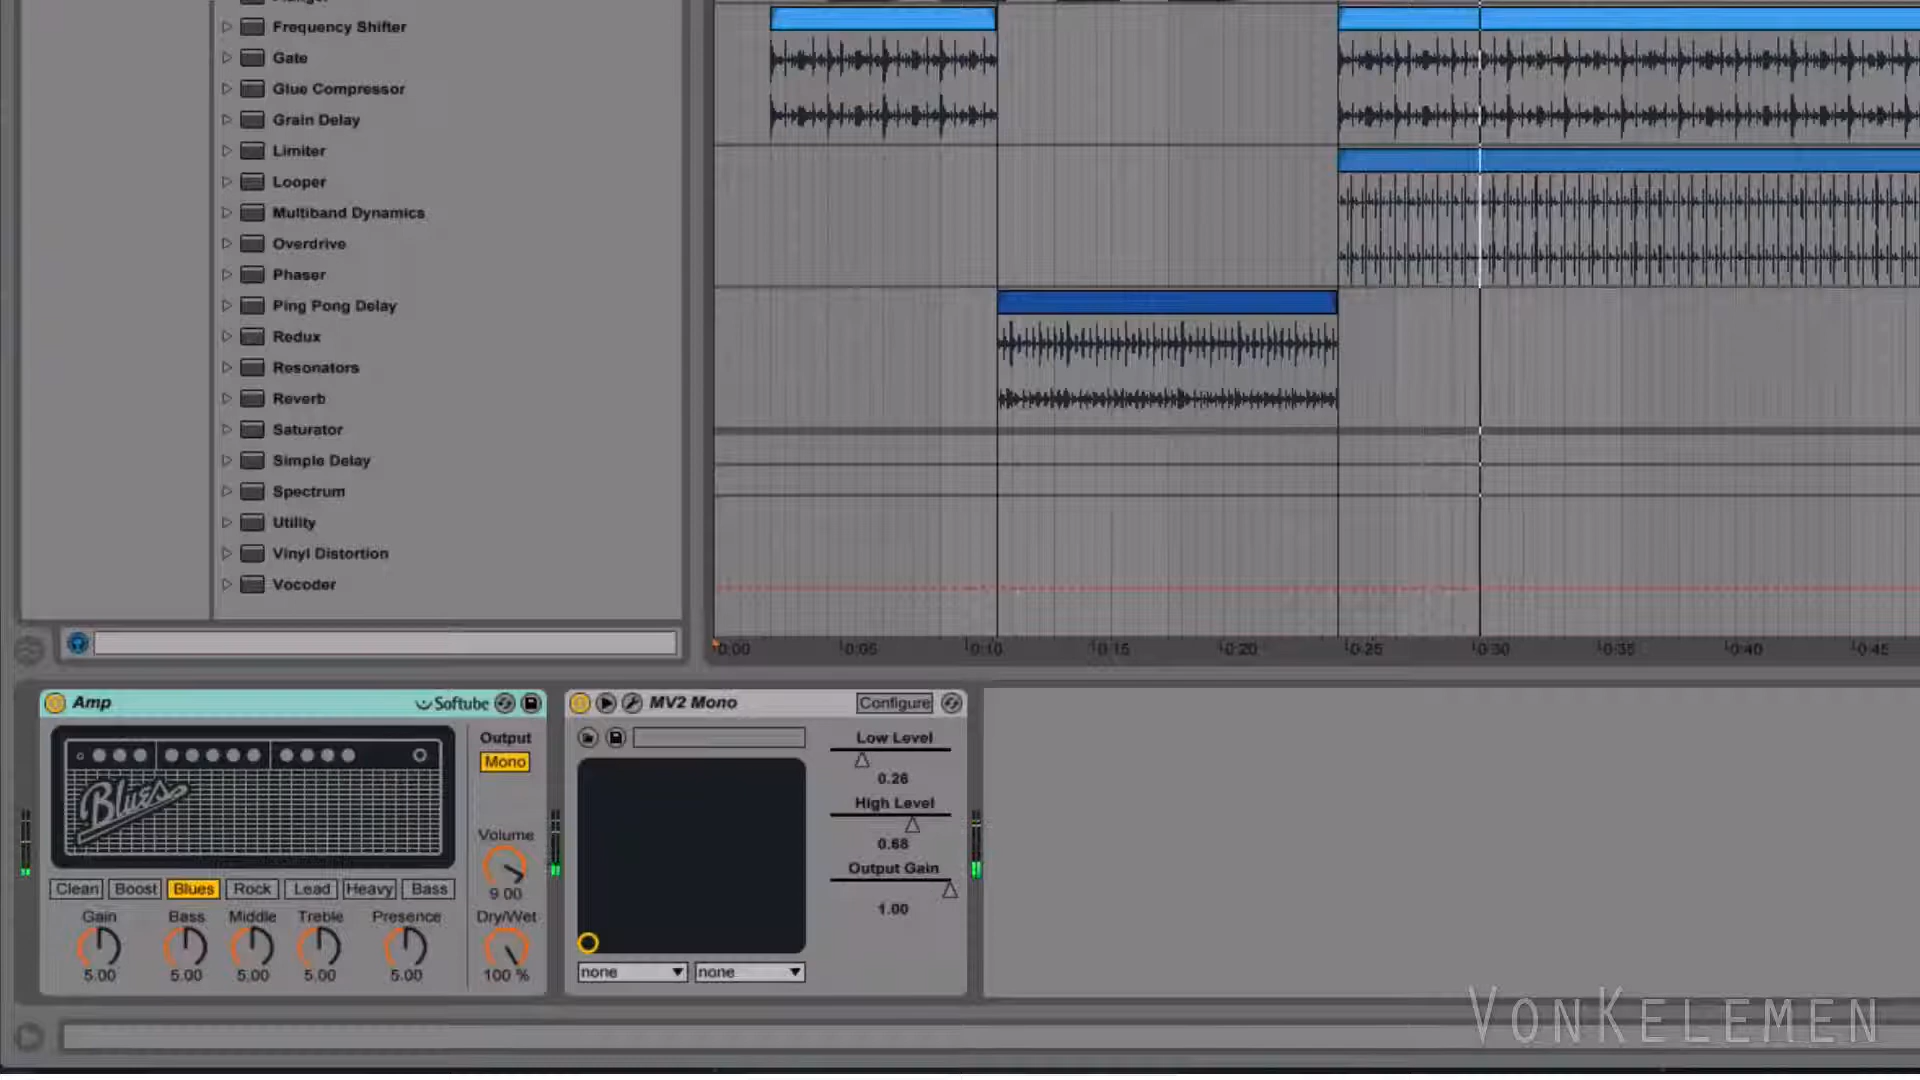 Frequency Shifter
Gate
Glue Compressor
Grain Delay
Limiter
Looper
Multiband Dynamics
Overdrive
Phaser
Ping Pong Delay
Redux
Resonators
Reverb
Saturator
Simple Delay
Spectrum
Utility
Vinyl Distortion
Vocoder
0:00 0:05 0:10 0:15 0:20 0:25 0:30 0:35 0:40 0:45
Amp Softube
Output
Mono
Blues
Volume
9.00
Clean Boost Blues Rock Lead Heavy Bass
Gain Bass Middle Treble Presence Dry/Wet
5.00 5.00 5.00 5.00 5.00 100 %
MV2 Mono Configure
Low Level
0.26
High Level
0.68
Output Gain
1.00
none none
VONKELEMEN